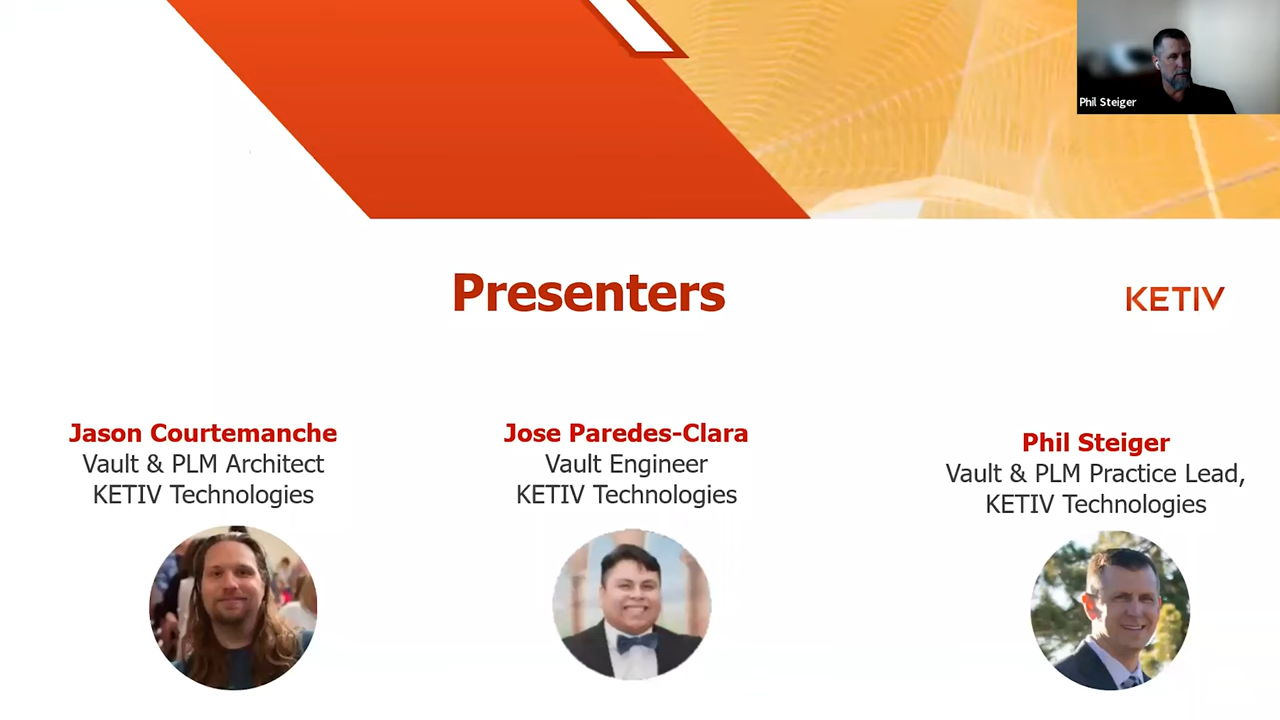 Phil Steiger
Presenters
KETIV
Jason Courtemanche
Vault & PLM Architect
KETIV Technologies
Jose Paredes-Clara
Vault Engineer
KETIV Technologies
Phil Steiger
Vault & PLM Practice Lead,
KETIV Technologies